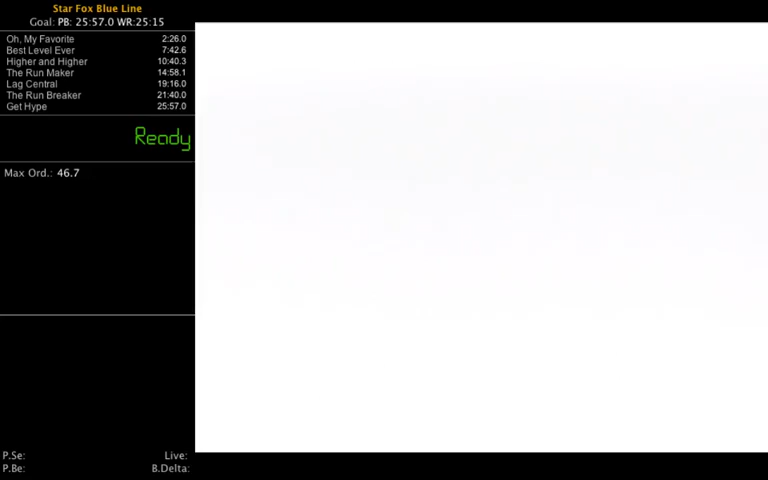 Star Fox Blue Line
Goal: PB: 25:57.0 WR:25:15
Oh, My Favorite 2:26.0
Best Level Ever 7:42.6
Higher and Higher 10:40.3
The Run Maker 14:58.1
Lag Central 19:16.0
The Run Breaker 21:40.0
Get Hype 25:57.0
Ready
Max Ord.: 46.7
P.Se: Live:
P.Be: B.Delta: